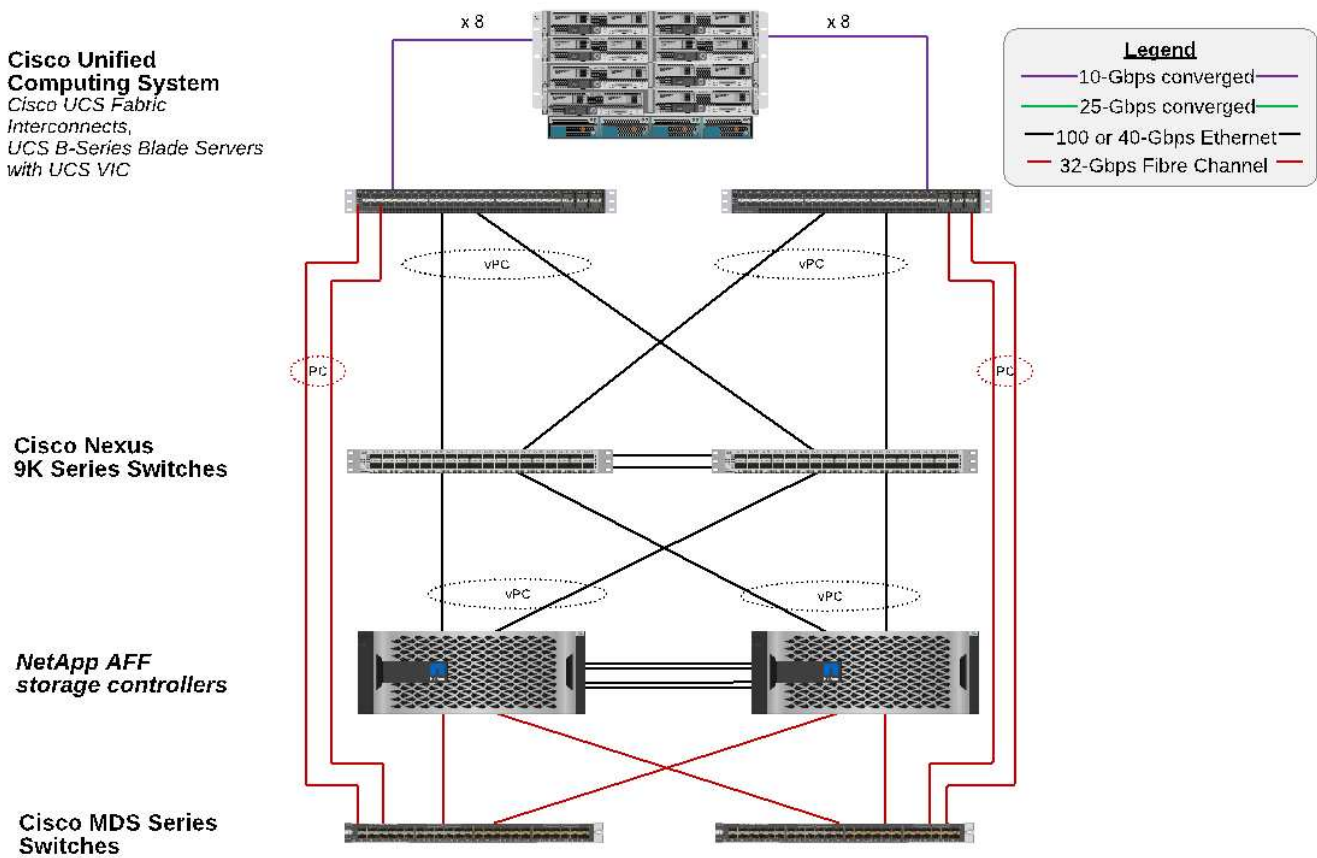 x 8
x 8
Cisco Unified
Computing System
Cisco UCS Fabric
Interconnects,
UCS B-Series Blade Servers
with UCS VIC
Legend
10-Gbps converged
25-Gbps converged
100 or 40-Gbps Ethernet
32-Gbps Fibre Channel
vPC
vPC
PC
PC
Cisco Nexus
9K Series Switches
vPC
vPC
NetApp AFF
storage controllers
Cisco MDS Series
Switches